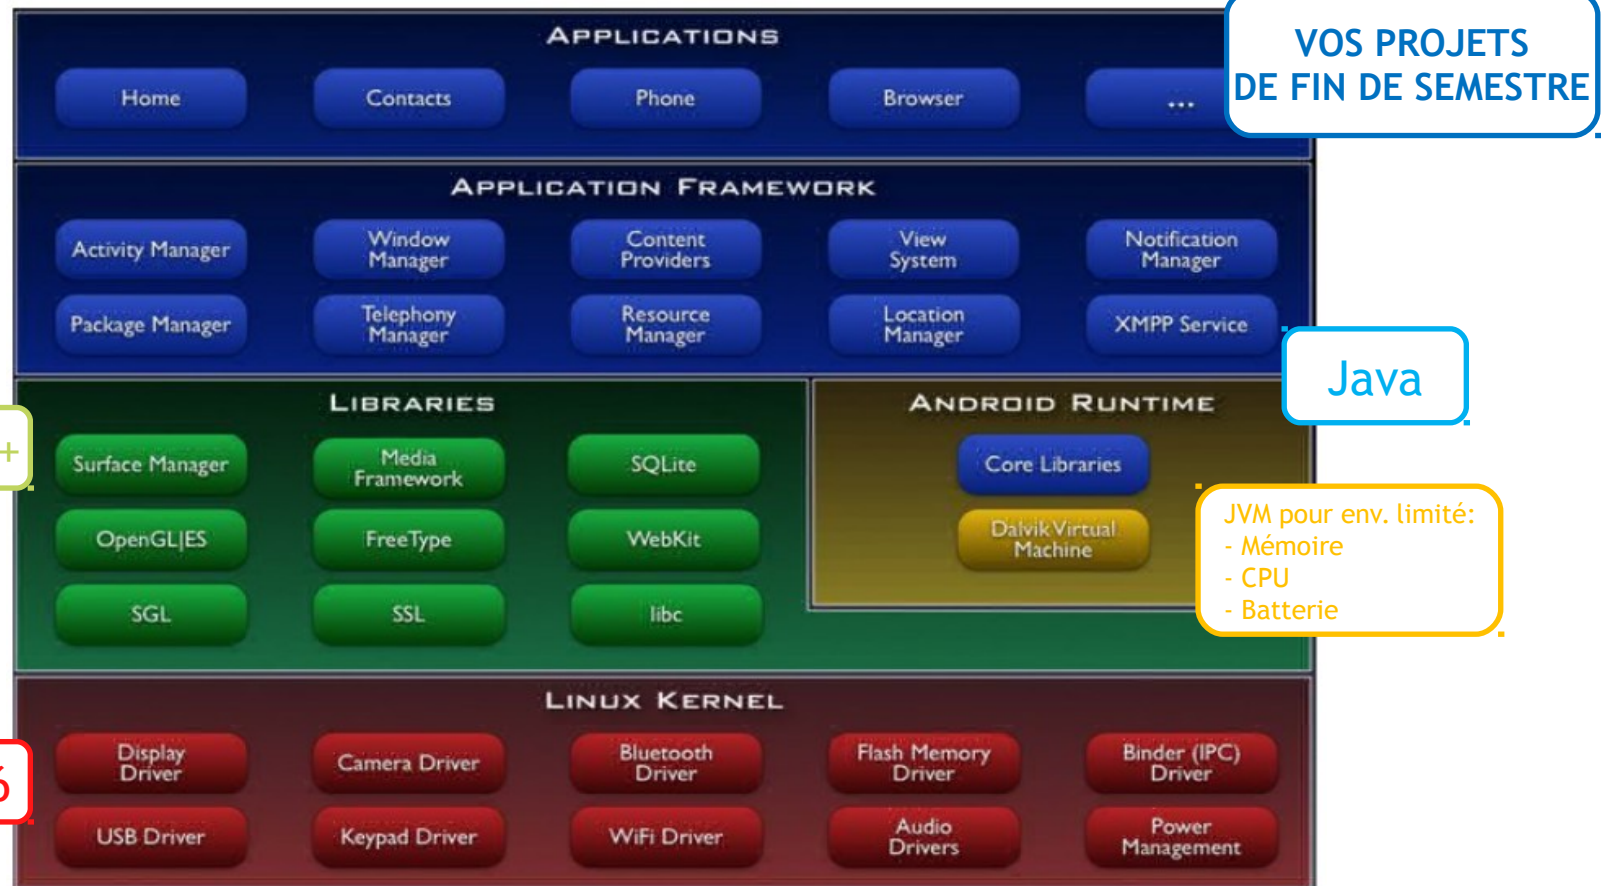 APPLICATIONS
VOS PROJETS
DE FIN DE SEMESTRE
Home
Contacts
Phone
Browser
...
APPLICATION FRAMEWORK
Activity Manager
Window
Manager
Content
Providers
View
System
Notification
Manager
Package Manager
Telephony
Manager
Resource
Manager
Location
Manager
XMPP Service
Java
LIBRARIES
ANDROID RUNTIME
+
Surface Manager
Media
Framework
SQLite
Core Libraries
OpenGL|ES
FreeType
WebKit
Dalvik Virtual
Machine
JVM pour env. limité:
- Mémoire
- CPU
- Batterie
SGL
SSL
libc
LINUX KERNEL
Display
Driver
Camera Driver
Bluetooth
Driver
Flash Memory
Driver
Binder (IPC)
Driver
6
USB Driver
Keypad Driver
WiFi Driver
Audio
Drivers
Power
Management